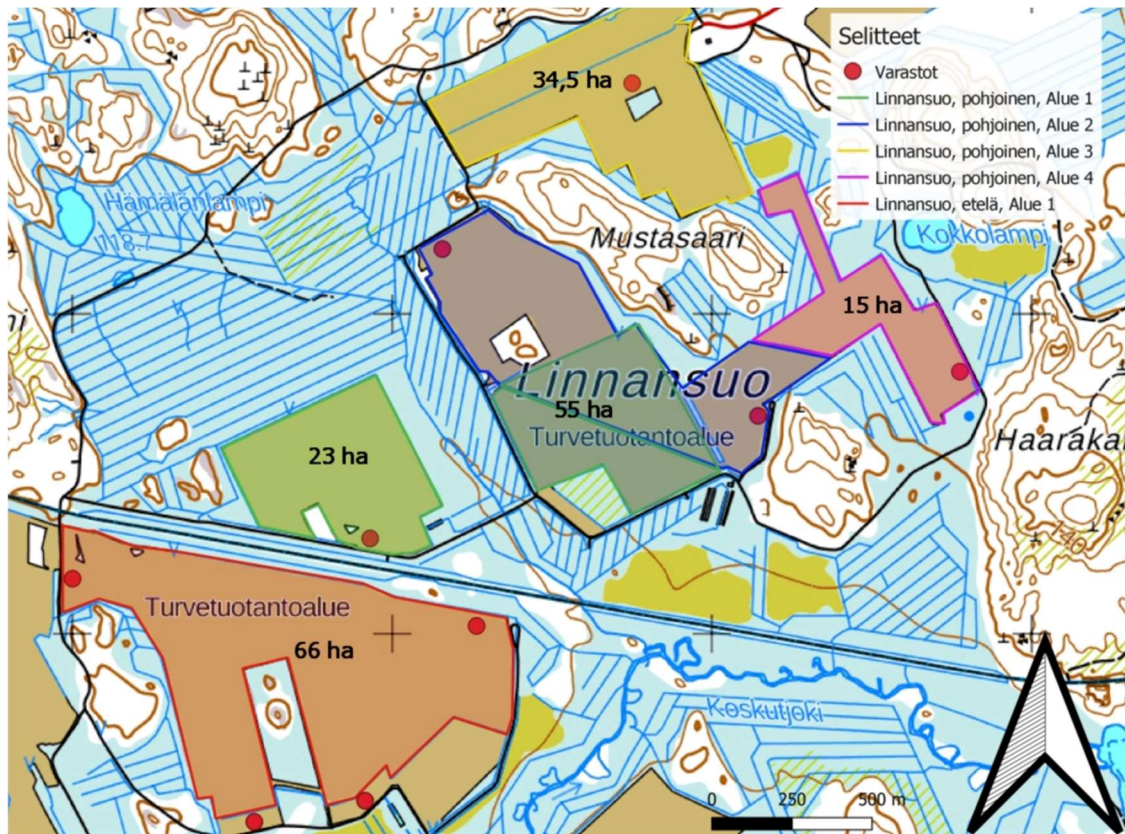 34,5 ha
Selitteet
Varastot
Linnansuo, pohjoinen, Alue 1
Linnansuo, pohjoinen, Alue 2
Linnansuo, pohjoinen, Alue 3
Linnansuo, pohjoinen, Alue 4
Linnansuo, etelä, Alue 1
Hämälänlampi
118.7
Mustasaari
Kokkolampi
15 ha
Linnansuo
55 ha
Turvetuotantoalue
23 ha
Haaraka
140
Turvetuotantoalue
66 ha
Koskutjoki
0 250 500 m